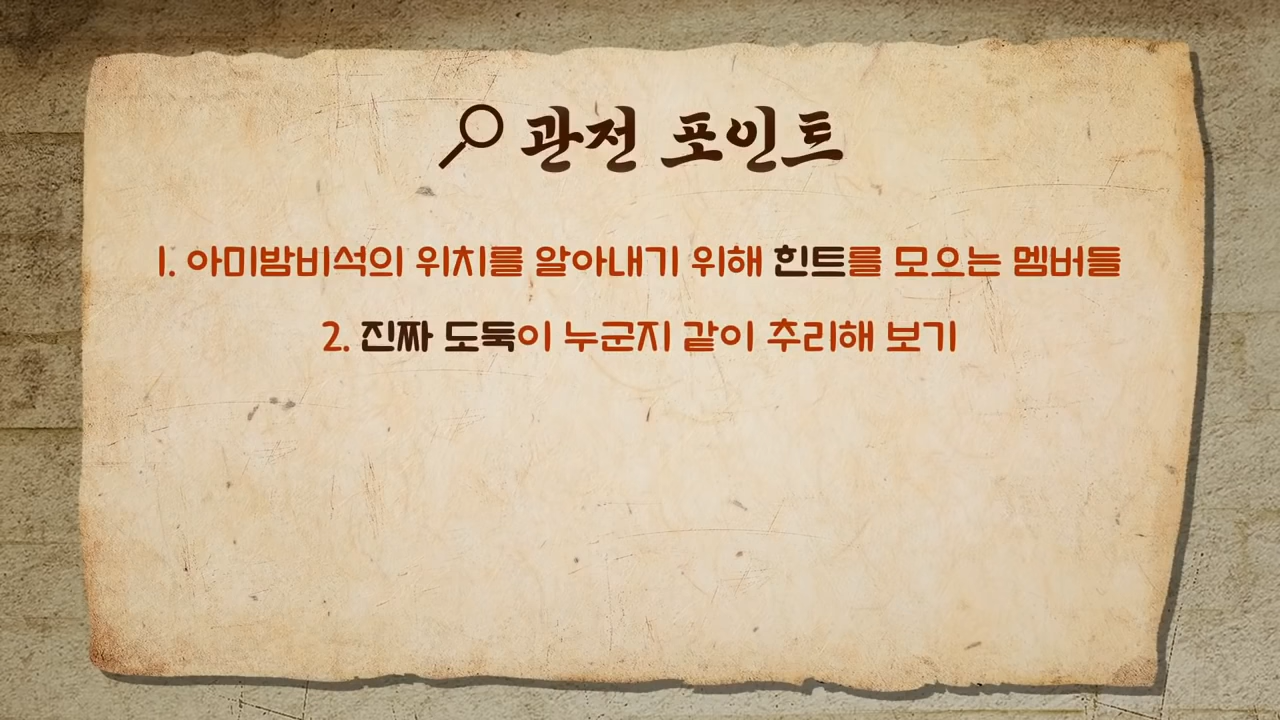 관전 포인트
1. 아미밤비석의 위치를 알아내기 위해 힌트를 모으는 멤버들
2. 진짜 도둑이 누군지 같이 추리해 보기